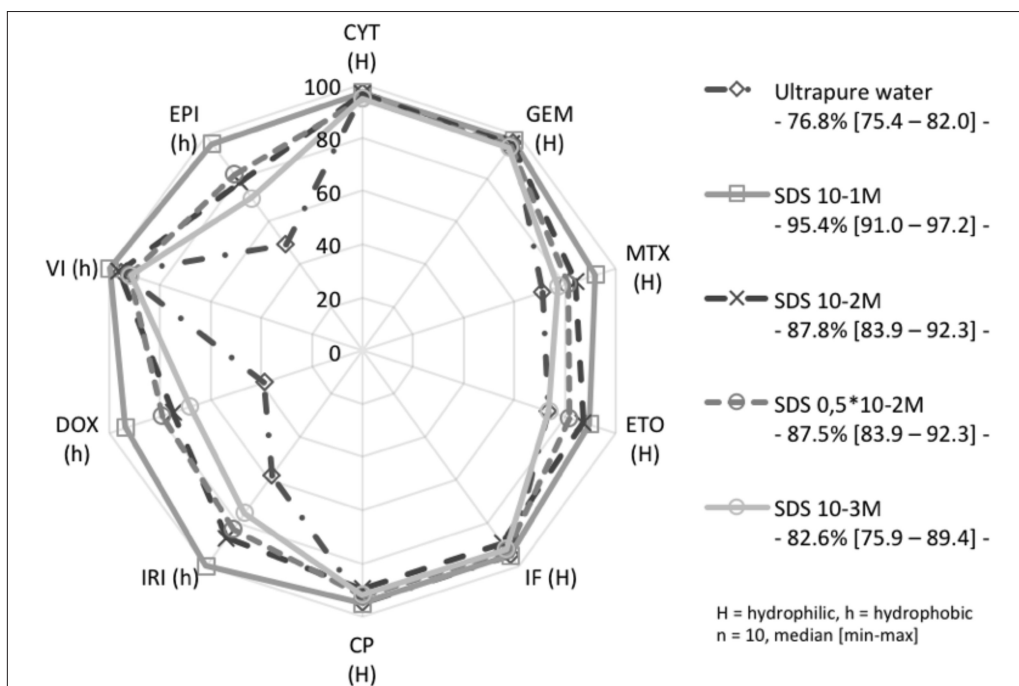 CYT
(H)
GEM
(H)
MTX
(H)
ETO
(H)
IF (H)
CP
(H)
IRI (h)
DOX
(h)
VI (h)
EPI
(h)
100
80
60
40
20
0
Ultrapure water
- 76.8% [75.4 – 82.0] -
SDS 10-1M
- 95.4% [91.0 – 97.2] -
SDS 10-2M
- 87.8% [83.9 – 92.3] -
SDS 0,5*10-2M
- 87.5% [83.9 – 92.3] -
SDS 10-3M
- 82.6% [75.9 – 89.4] -
H = hydrophilic, h = hydrophobic
n = 10, median [min-max]